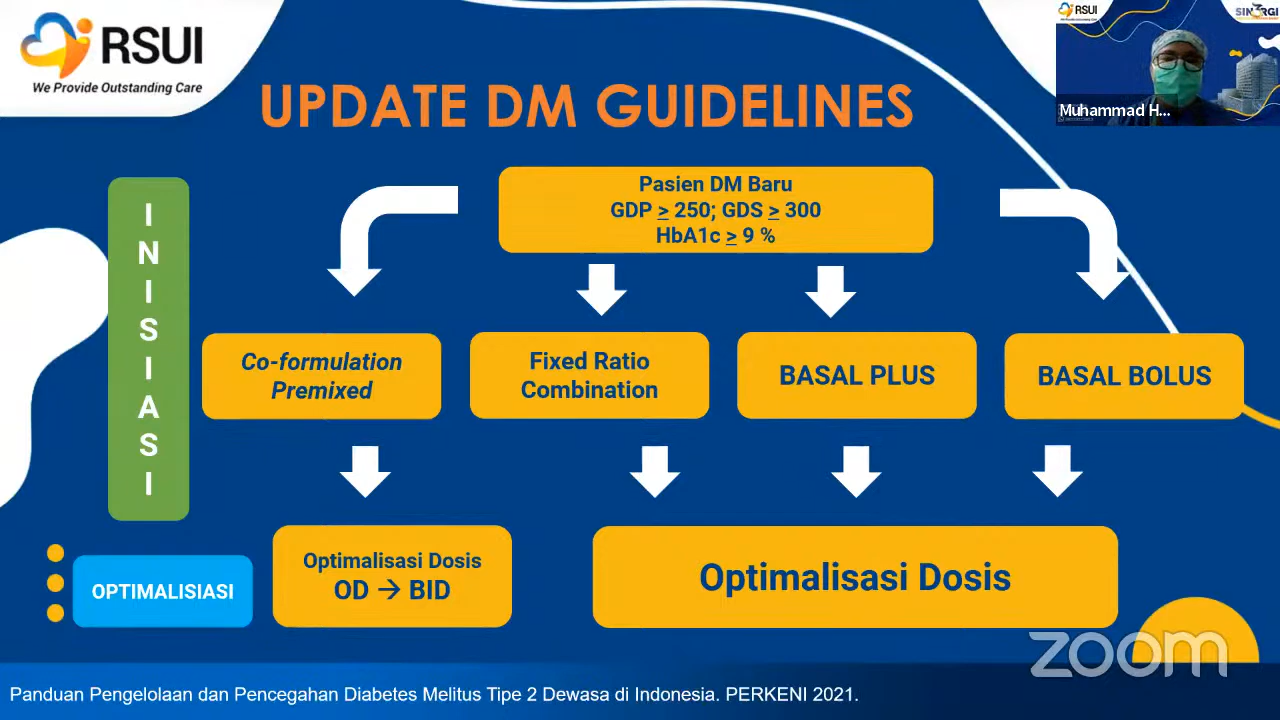 RSUI
We Provide Outstanding Care
UPDATE DM GUIDELINES
RSUI
SINERGI
Muhammad H...
I
N
I
S
I
A
S
I
Pasien DM Baru
GDP ≥ 250; GDS ≥ 300
HbA1c ≥ 9 %
Co-formulation
Premixed
Fixed Ratio
Combination
BASAL PLUS
BASAL BOLUS
OPTIMALISIASI
Optimalisasi Dosis
OD → BID
Optimalisasi Dosis
zoom
Panduan Pengelolaan dan Pencegahan Diabetes Melitus Tipe 2 Dewasa di Indonesia. PERKENI 2021.